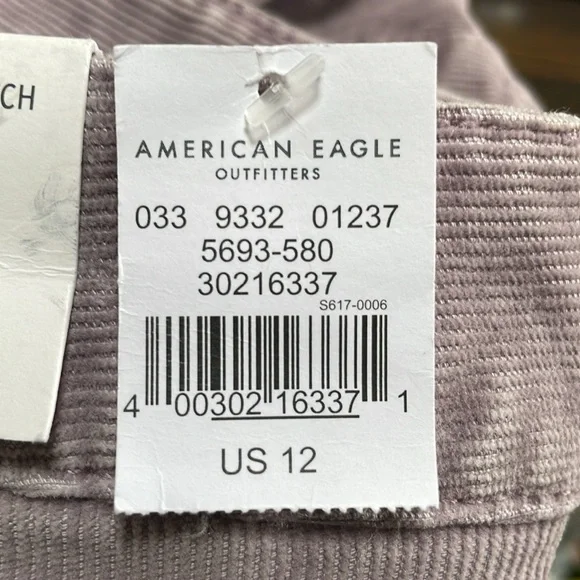 CH
AMERICAN EAGLE
OUTFITTERS
033 9332 01237
5693-580
30216337
S617-0006
4 00302 16337 1
US 12